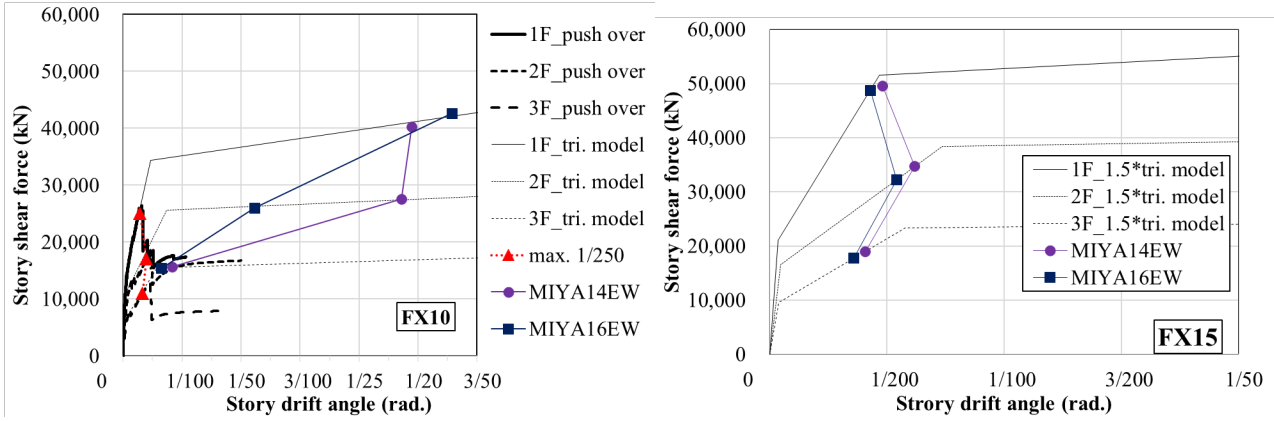 60,000
50,000
40,000
30,000
20,000
10,000
0
Story shear force (kN)
0
1/100
1/50
3/100
1/25
1/20
3/50
Story drift angle (rad.)
FX10
1F_push over
2F_push over
3F_push over
1F_tri. model
2F_tri. model
3F_tri. model
max. 1/250
MIYA14EW
MIYA16EW
60,000
50,000
40,000
30,000
20,000
10,000
0
Story shear force (kN)
0
1/200
1/100
3/200
1/50
Strory drift angle (rad.)
1F_1.5*tri. model
2F_1.5*tri. model
3F_1.5*tri. model
MIYA14EW
MIYA16EW
FX15